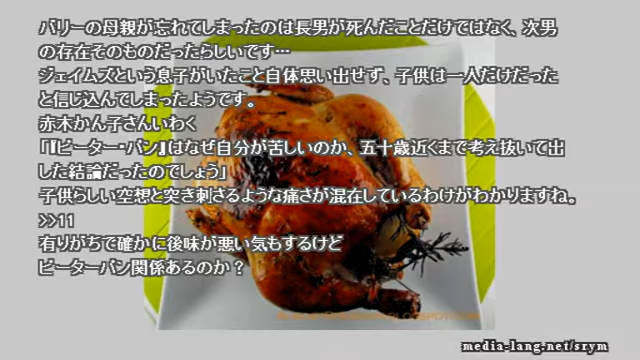 バリーの母親が忘れてしまったのは長男が死んだことだけではなく、次男
の存在そのものだったらしいです…
ジェイムズという息子がいたこと自体思い出せず、子供は一人だけだった
と信じ込んでしまったようです。
赤木かん子さんいわく
「『ピーター・パン』はなぜ自分が苦しいのか、五十歳近くまで考え抜いて出
した結論だったのでしょう」
子供らしい空想と突き刺さるような痛さが混在しているわけがわかりますね。
>>11
有りがちで確かに後味が悪い気もするけど
ピーターパン関係あるのか？
media-lang.net/srym